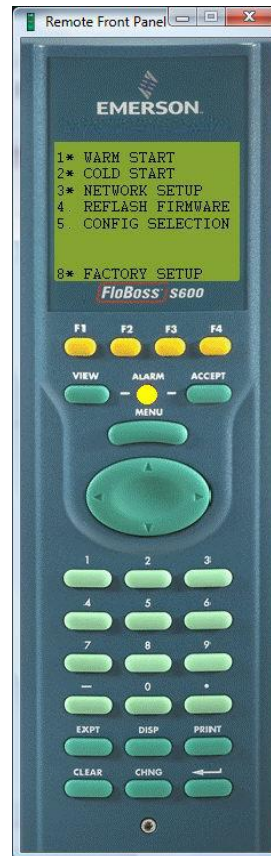 Remote Front Panel
EMERSON.
1* WARM START
2* COLD START
3* NETWORK SETUP
4. REFLASH FIRMWARE
5. CONFIG SELECTION
8* FACTORY SETUP
FloBoss S600
F1 F2 F3 F4
VIEW ALARM ACCEPT
MENU
1 2 3
4 5 6
7 8 9
- 0 •
EXPT DISP PRINT
CLEAR CHNG